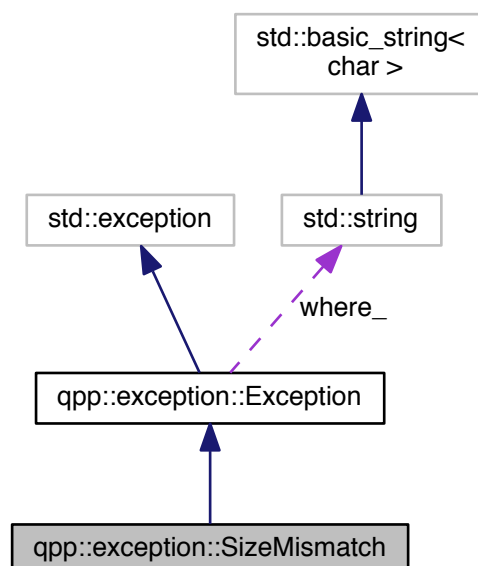 std::basic_string<
char >
std::exception
std::string
where_
qpp::exception::Exception
qpp::exception::SizeMismatch